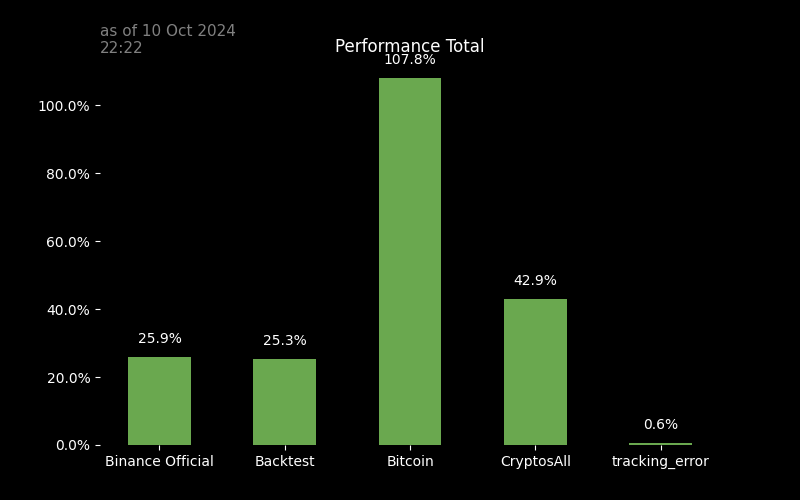 as of 10 Oct 2024
22:22
Performance Total
107.8%
100.0%
80.0%
60.0%
40.0%
20.0%
0.0%
25.9%
25.3%
42.9%
0.6%
Binance Official
Backtest
Bitcoin
CryptosAll
tracking_error